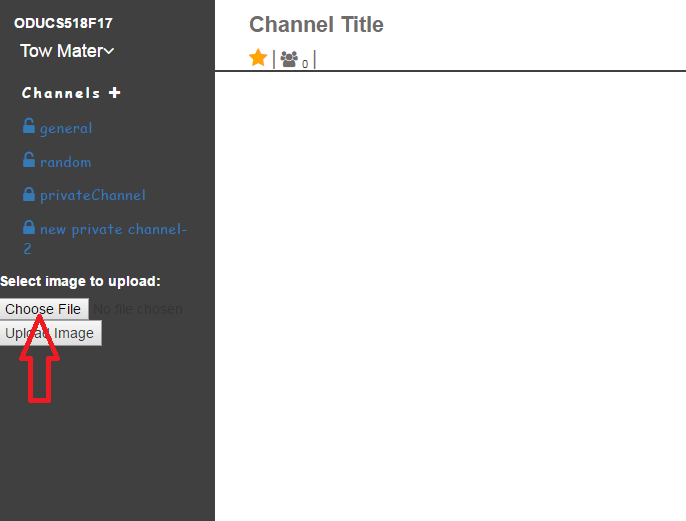 ODUCS518F17
Tow Mater
Channels +
general
random
privateChannel
new private channel-
2
Select image to upload:
Choose File No file chosen
Upload Image
Channel Title
| 0 |